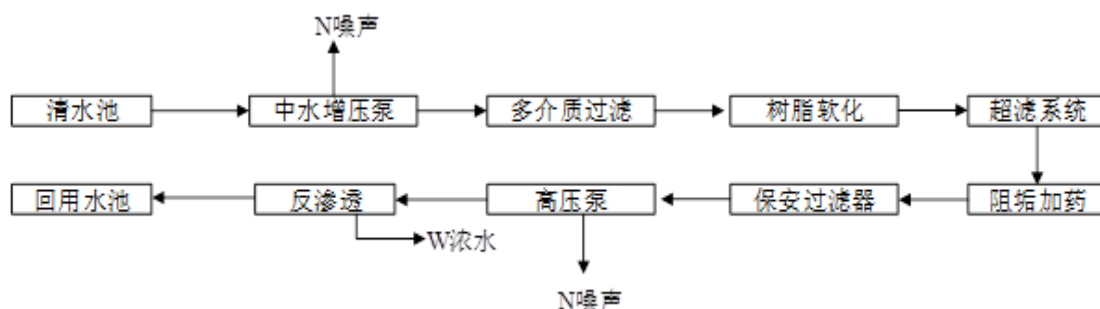 N噪声
清水池
中水增压泵
多介质过滤
树脂软化
超滤系统
回用水池
反渗透
高压泵
保安过滤器
阻垢加药
W浓水
N噪声